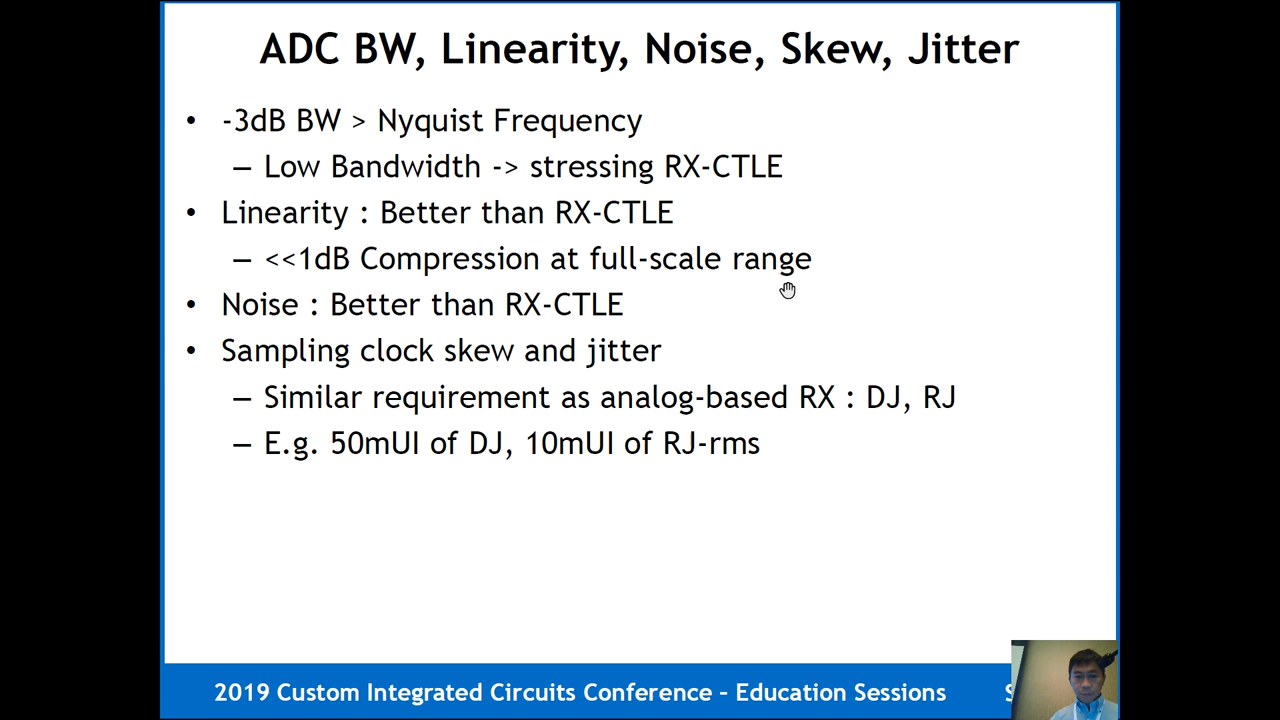 ADC BW, Linearity, Noise, Skew, Jitter
• -3dB BW > Nyquist Frequency
– Low Bandwidth -> stressing RX-CTLE
• Linearity : Better than RX-CTLE
– <<1dB Compression at full-scale range
• Noise : Better than RX-CTLE
• Sampling clock skew and jitter
– Similar requirement as analog-based RX : DJ, RJ
– E.g. 50mUI of DJ, 10mUI of RJ-rms
2019 Custom Integrated Circuits Conference – Education Sessions